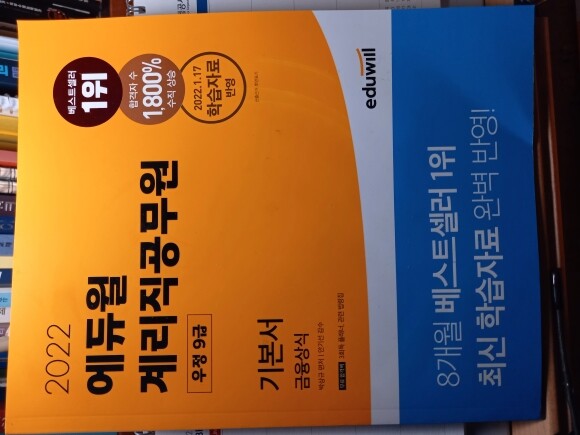 베스트셀러
1위
합격자 수
1,800%
수직 상승
2022.1.17
학습자료
반영
eduwill
2022
에듀윌
계리직공무원
우정 9급
기본서
금융상식
8개월 베스트셀러 1위
최신 학습자료 완벽 반영!